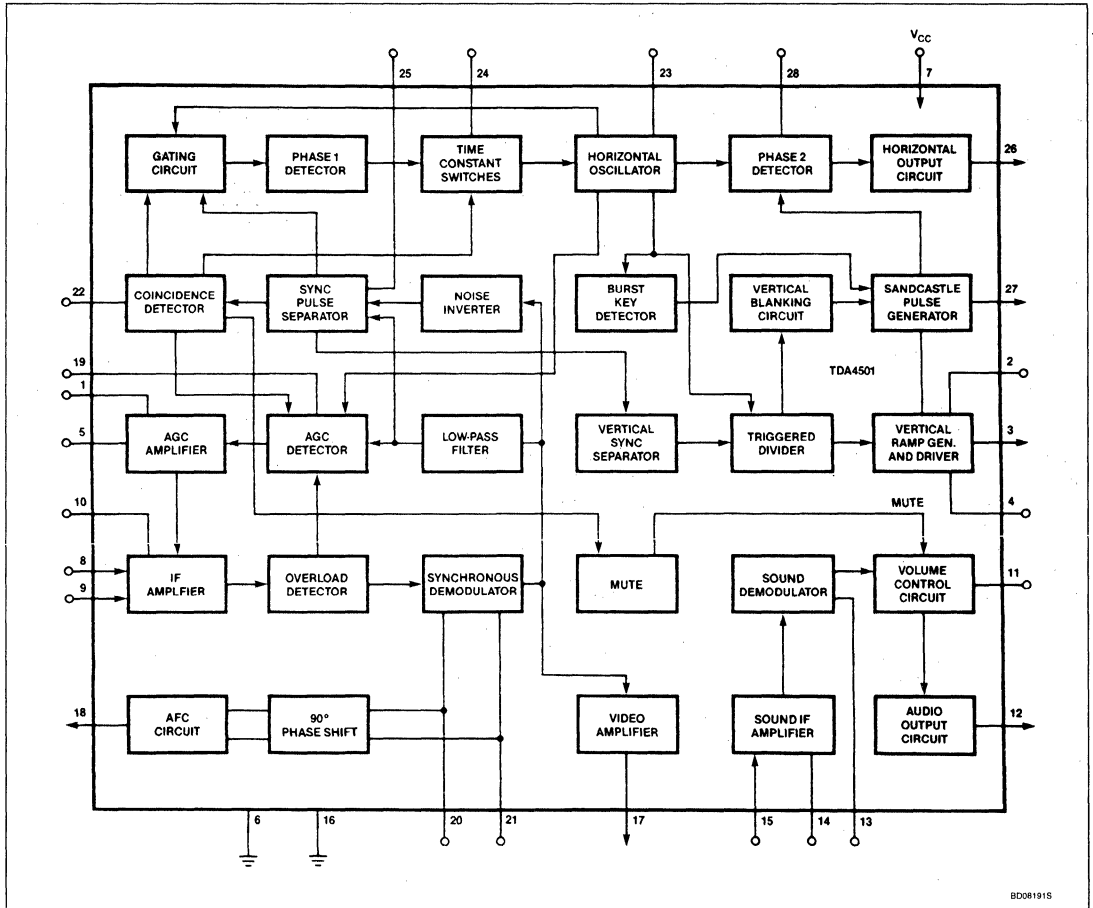 VCC
25
24
23
28
7
GATING
CIRCUIT
PHASE 1
DETECTOR
TIME
CONSTANT
SWITCHES
HORIZONTAL
OSCILLATOR
PHASE 2
DETECTOR
HORIZONTAL
OUTPUT
CIRCUIT
26
22
COINCIDENCE
DETECTOR
SYNC
PULSE
SEPARATOR
NOISE
INVERTER
BURST
KEY
DETECTOR
VERTICAL
BLANKING
CIRCUIT
SANDCASTLE
PULSE
GENERATOR
27
19
TDA4501
2
1
5
AGC
AMPLIFIER
AGC
DETECTOR
LOW-PASS
FILTER
VERTICAL
SYNC
SEPARATOR
TRIGGERED
DIVIDER
VERTICAL
RAMP GEN.
AND DRIVER
3
10
MUTE
4
8
9
IF
AMPLFIER
OVERLOAD
DETECTOR
SYNCHRONOUS
DEMODULATOR
MUTE
SOUND
DEMODULATOR
VOLUME
CONTROL
CIRCUIT
11
18
AFC
CIRCUIT
90°
PHASE SHIFT
VIDEO
AMPLIFIER
SOUND IF
AMPLIFIER
AUDIO
OUTPUT
CIRCUIT
12
6
16
20
21
17
15
14
13
BD08191S